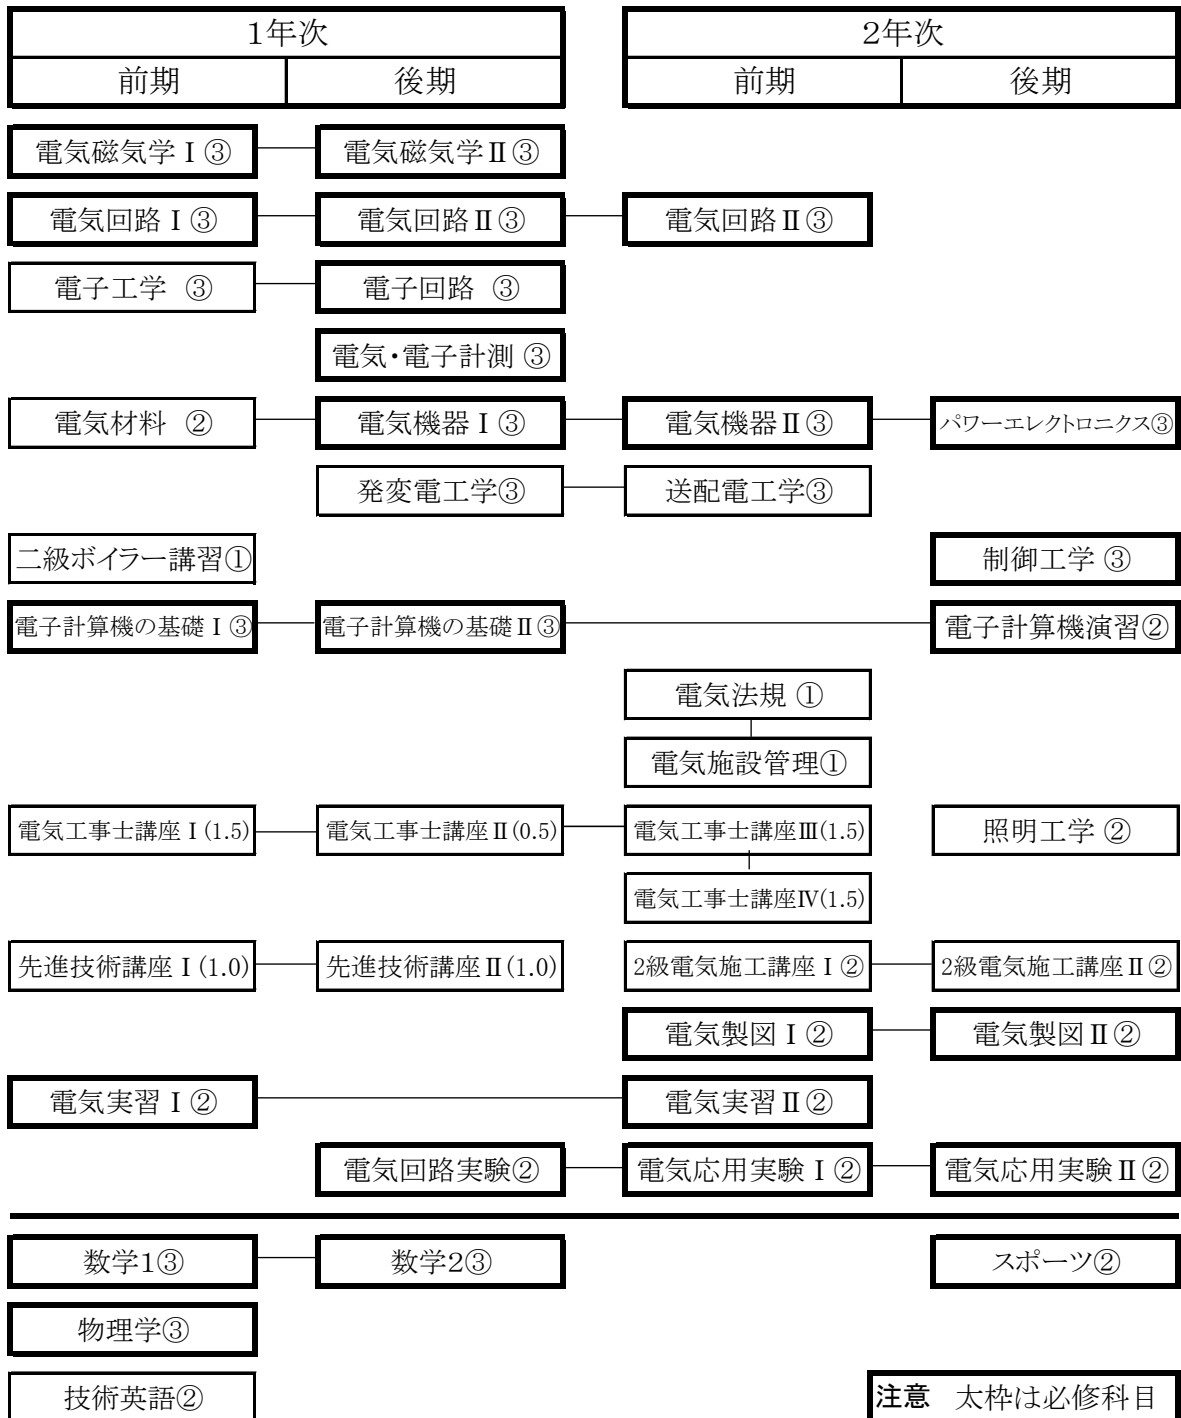 1年次 2年次
前期 後期 前期 後期
電気磁気学Ⅰ③ 電気磁気学Ⅱ③
電気回路Ⅰ③ 電気回路Ⅱ③ 電気回路Ⅱ③
電子工学 ③ 電子回路 ③
電気・電子計測 ③
電気材料 ② 電気機器Ⅰ③ 電気機器Ⅱ③ パワーエレクトロニクス③
発変電工学③ 送配電工学③
二級ボイラー講習① 制御工学 ③
電子計算機の基礎Ⅰ③ 電子計算機の基礎Ⅱ③ 電子計算機演習②
電気法規 ①
電気施設管理①
電気工事士講座Ⅰ(1.5) 電気工事士講座Ⅱ(0.5) 電気工事士講座Ⅲ(1.5) 照明工学 ②
電気工事士講座Ⅳ(1.5)
先進技術講座Ⅰ(1.0) 先進技術講座Ⅱ(1.0) 2級電気施工講座Ⅰ② 2級電気施工講座Ⅱ②
電気製図Ⅰ② 電気製図Ⅱ②
電気実習Ⅰ② 電気実習Ⅱ②
電気回路実験② 電気応用実験Ⅰ② 電気応用実験Ⅱ②
数学1③ 数学2③ スポーツ②
物理学③
技術英語② 注意 太枠は必修科目